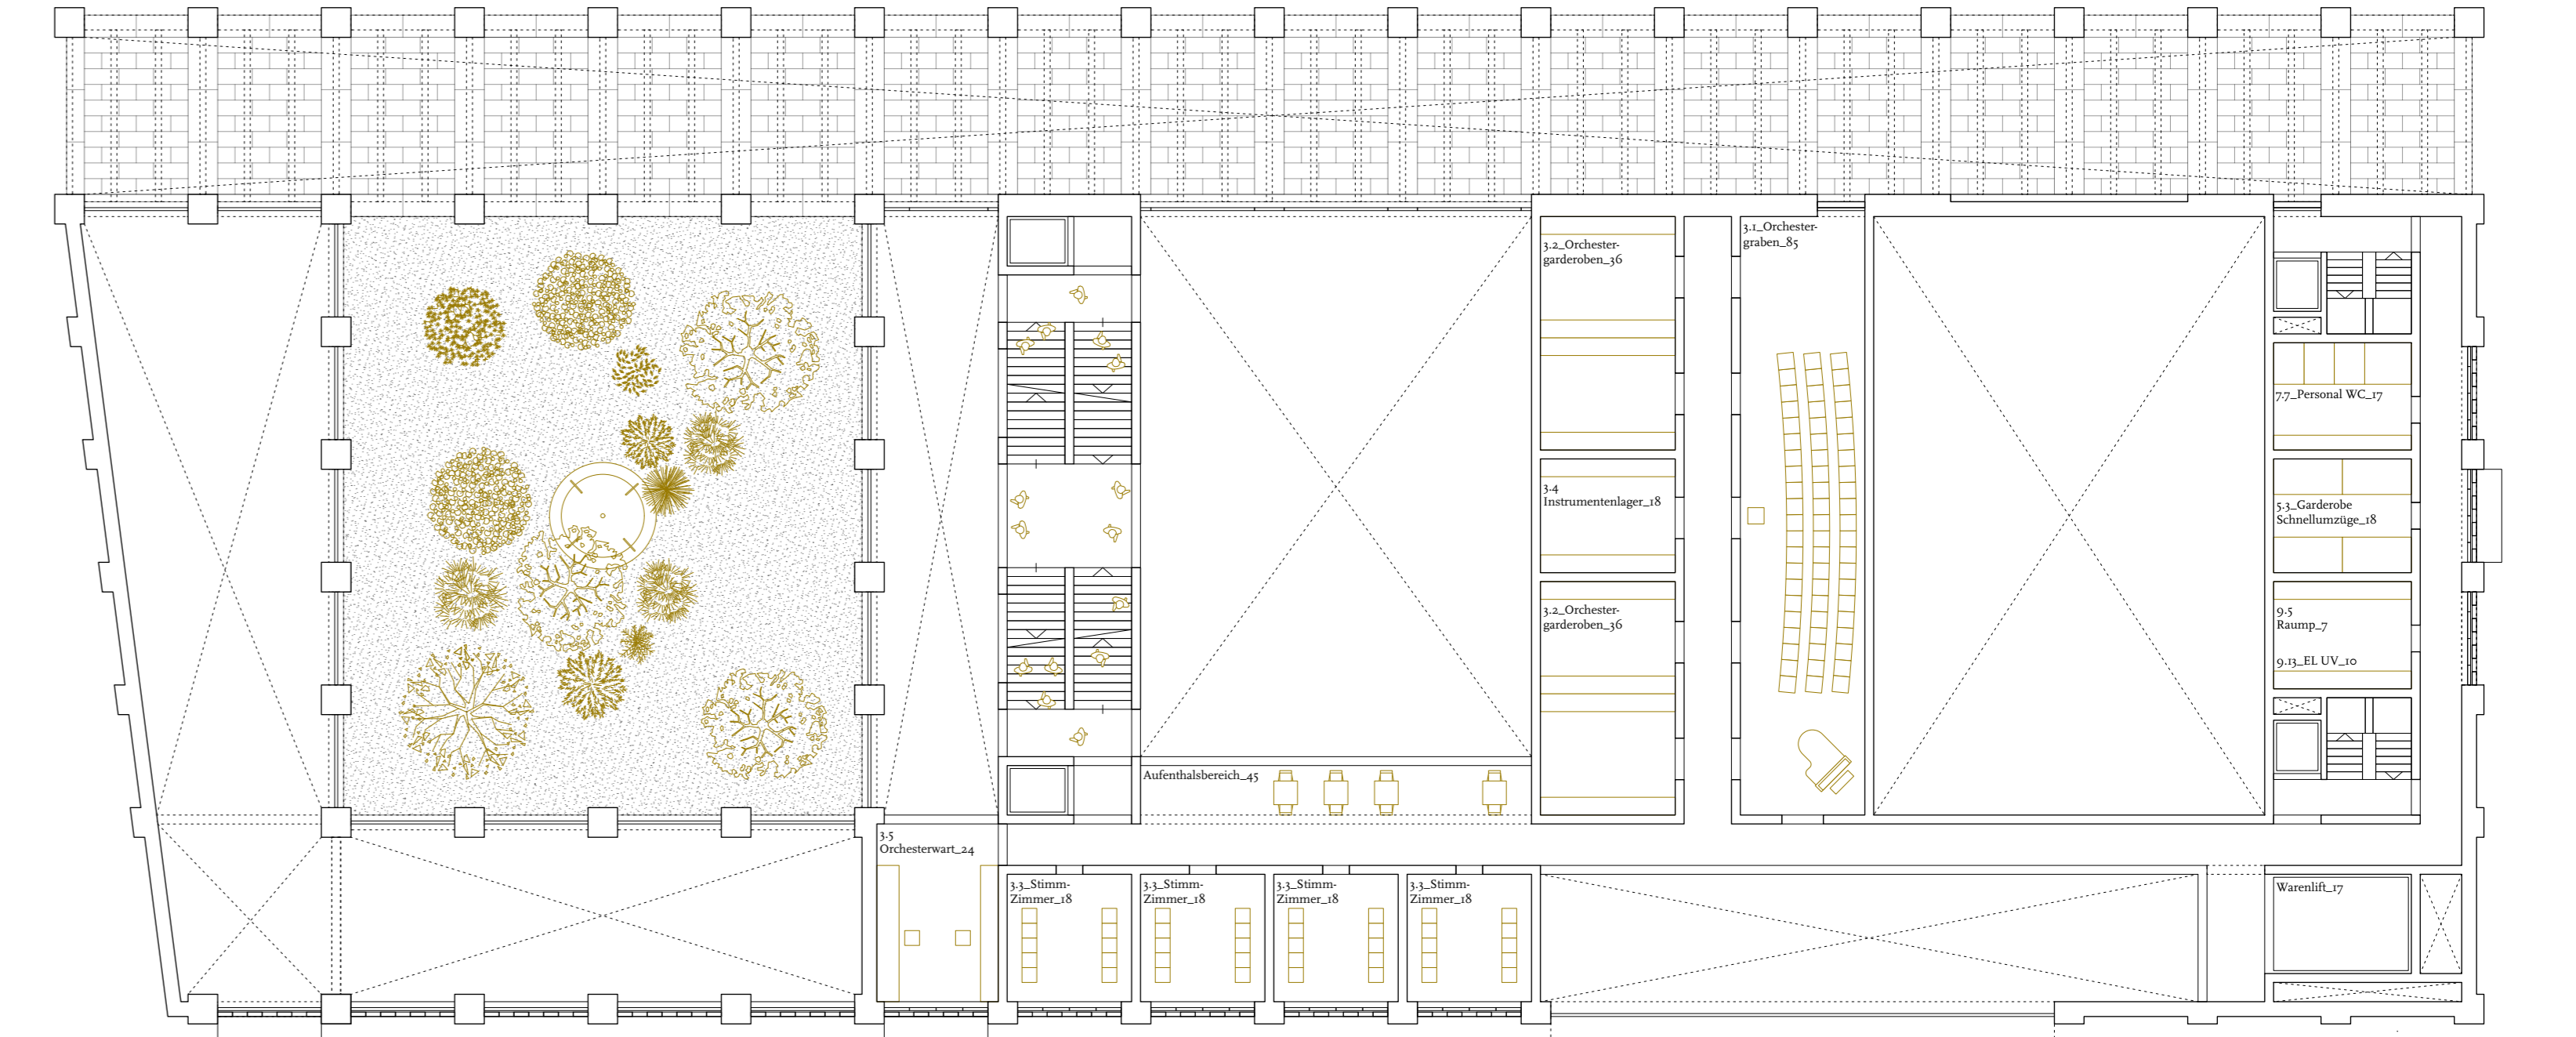 3.2_Orchester-
garderoben_36
3.1_Orchester-
graben_85
7.7_Personal WC_17
3.4
Instrumentenlager_18
5.3_Garderobe
Schnellumzüge_18
3.2_Orchester-
garderoben_36
9.5
Raump_7
9.13_EL UV_10
Aufenthalsbereich_45
3.5
Orchesterwart_24
3.3_Stimm-
Zimmer_18
3.3_Stimm-
Zimmer_18
3.3_Stimm-
Zimmer_18
3.3_Stimm-
Zimmer_18
Warenlift_17